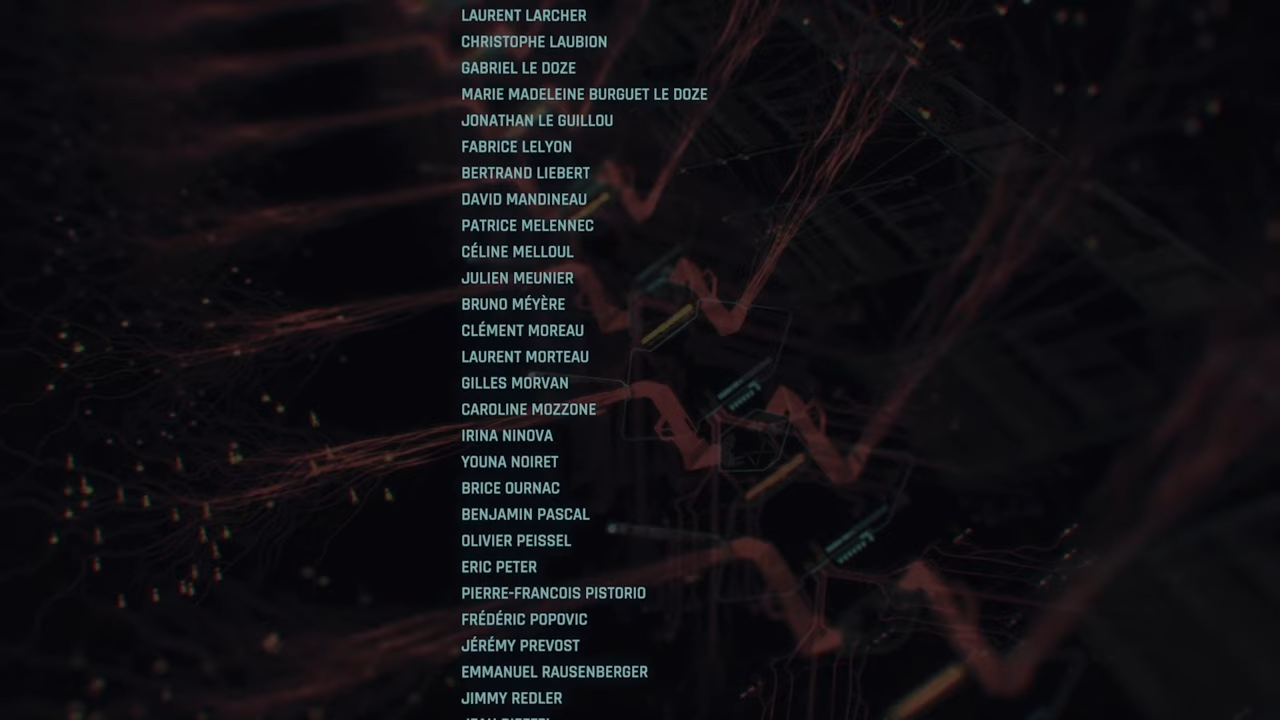 LAURENT LARCHER
CHRISTOPHE LAUBION
GABRIEL LE DOZE
MARIE MADELEINE BURGUET LE DOZE
JONATHAN LE GUILLOU
FABRICE LELYON
BERTRAND LIEBERT
DAVID MANDINEAU
PATRICE MELENNEC
CÉLINE MELLOUL
JULIEN MEUNIER
BRUNO MÉYÈRE
CLÉMENT MOREAU
LAURENT MORTEAU
GILLES MORVAN
CAROLINE MOZZONE
IRINA NINOVA
YOUNA NOIRET
BRICE OURNAC
BENJAMIN PASCAL
OLIVIER PEISSEL
ERIC PETER
PIERRE-FRANCOIS PISTORIO
FRÉDÉRIC POPOVIC
JÉRÉMY PREVOST
EMMANUEL RAUSENBERGER
JIMMY REDLER